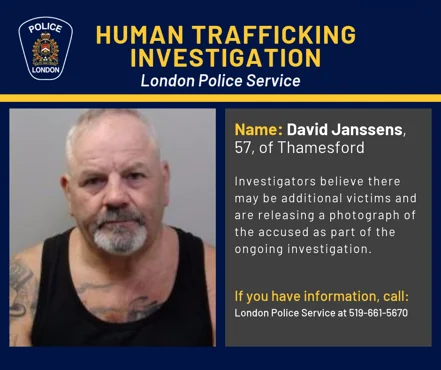 POLICE
LONDON
HUMAN TRAFFICKING
INVESTIGATION
London Police Service
Name: David Janssens,
57, of Thamesford
Investigators believe there
may be additional victims and
are releasing a photograph of
the accused as part of the
ongoing investigation.
If you have information, call:
London Police Service at 519-661-5670